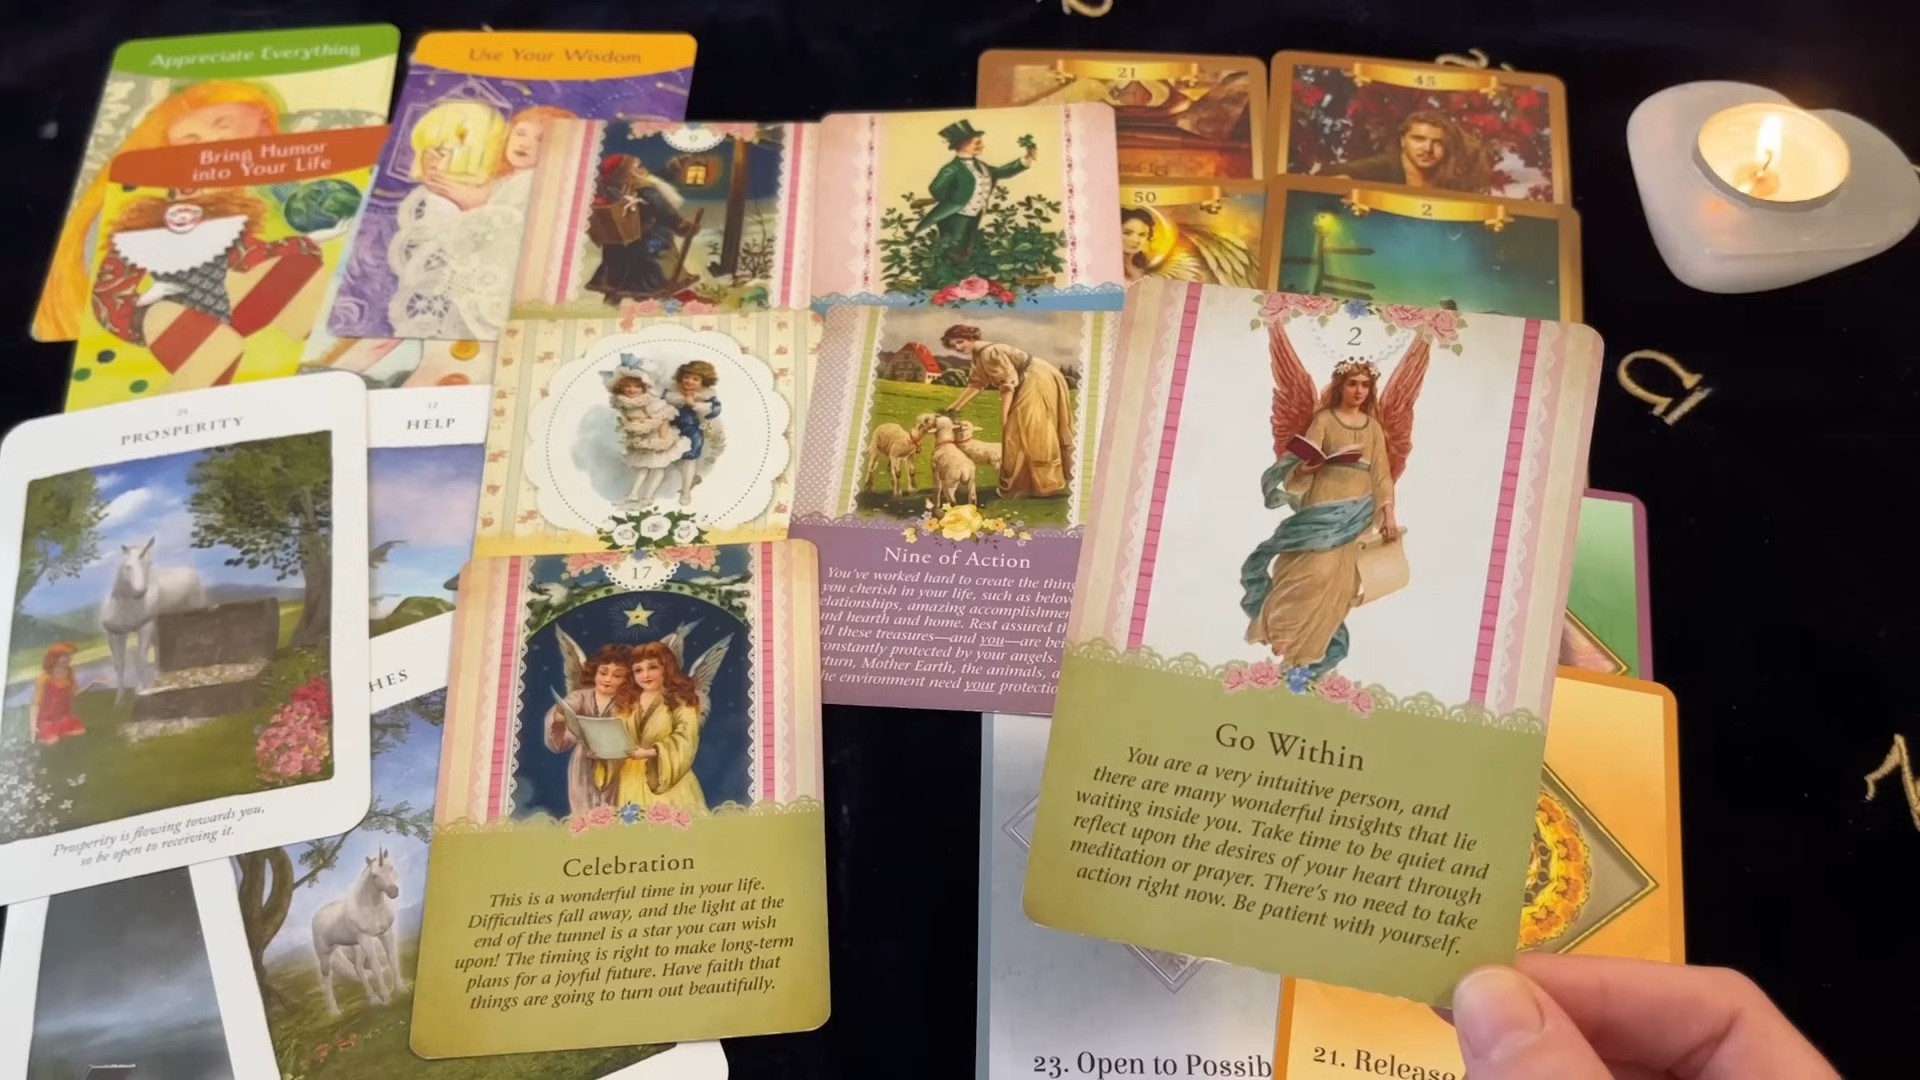 Appreciate Everything
Use Your Wisdom
Bring Humor
into Your Life
9
21
45
50
2
PROSPERITY
Prosperity is flowing towards you,
so be open to receiving it.
17
HELP
HES
17
Celebration
This is a wonderful time in your life.
Difficulties fall away, and the light at the
end of the tunnel is a star you can wish
upon! The timing is right to make long-term
plans for a joyful future. Have faith that
things are going to turn out beautifully.
Nine of Action
You've worked hard to create the thing
you cherish in your life, such as belov
elationships, amazing accomplishmen
and hearth and home. Rest assured th
all these treasures—and you—are bei
constantly protected by your angels.
eturn, Mother Earth, the animals, a
he environment need your protectio
2
Go Within
You are a very intuitive person, and
there are many wonderful insights that lie
waiting inside you. Take time to be quiet and
reflect upon the desires of your heart through
meditation or prayer. There's no need to take
action right now. Be patient with yourself.
23. Open to Possib
21. Release